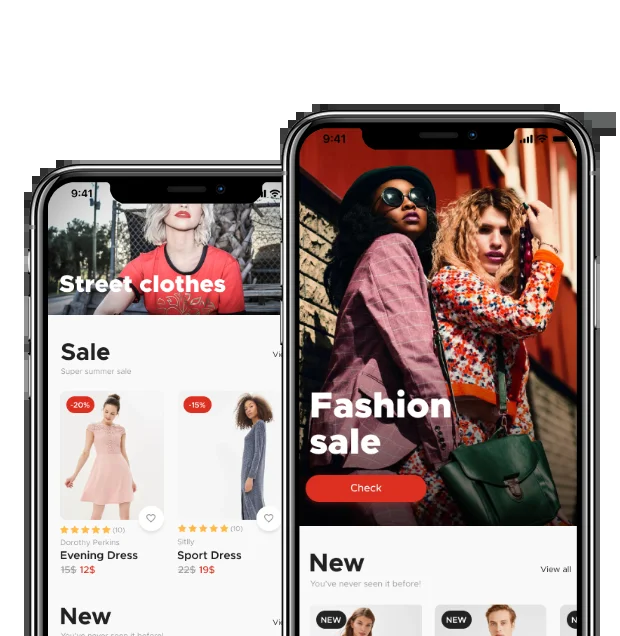 9:41
Street clothes
Sale
Super summer sale
-20%
-15%
(10)
(10)
Dorothy Perkins
Sitlly
Evening Dress
Sport Dress
15$ 12$
22$ 19$
New
You've never seen it before!
9:41
Fashion
sale
Check
New
View all
You've never seen it before!
NEW
NEW